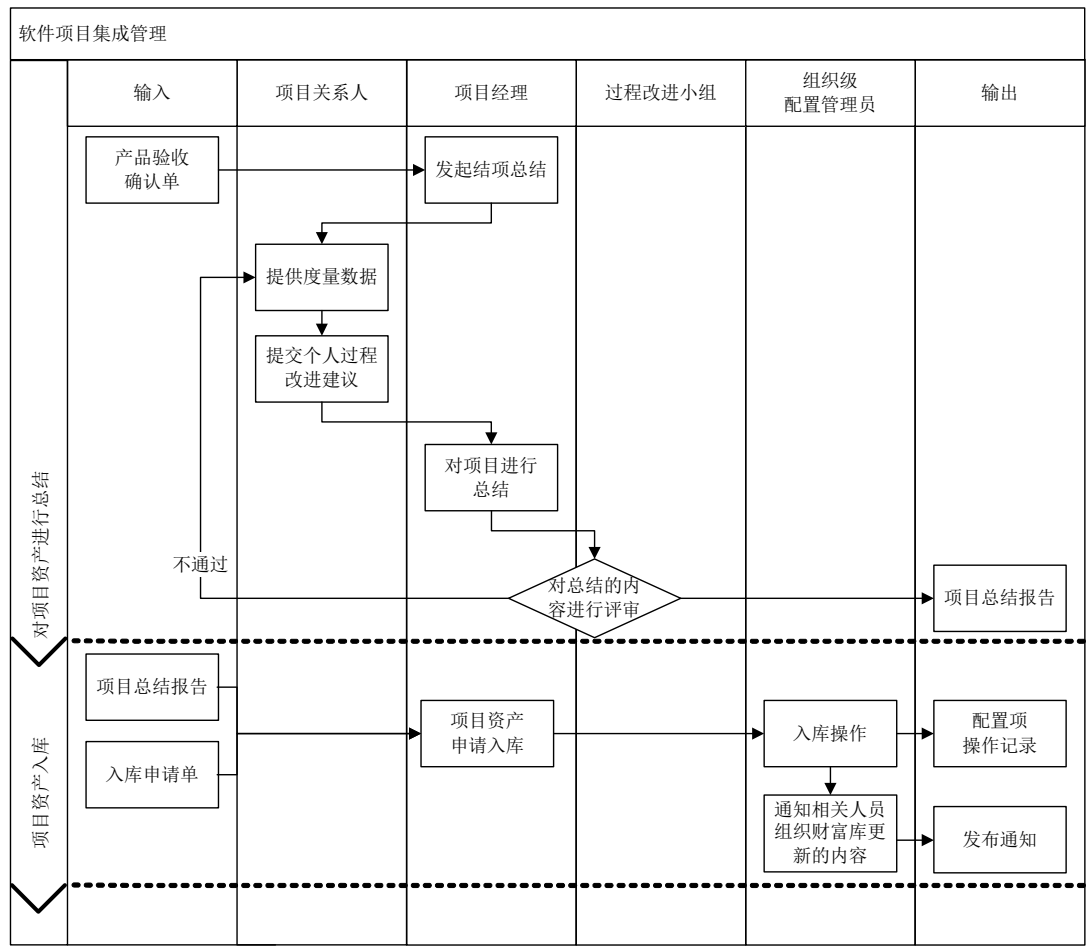 软件项目集成管理
输入
项目关系人
项目经理
过程改进小组
组织级
配置管理员
输出
对项目资产进行总结
产品验收
确认单
发起结项总结
提供度量数据
提交个人过程
改进建议
对项目进行
总结
不通过
对总结的内
容进行评审
项目总结报告
项目资产入库
项目总结报告
入库申请单
项目资产
申请入库
入库操作
配置项
操作记录
通知相关人员
组织财富库更
新的内容
发布通知